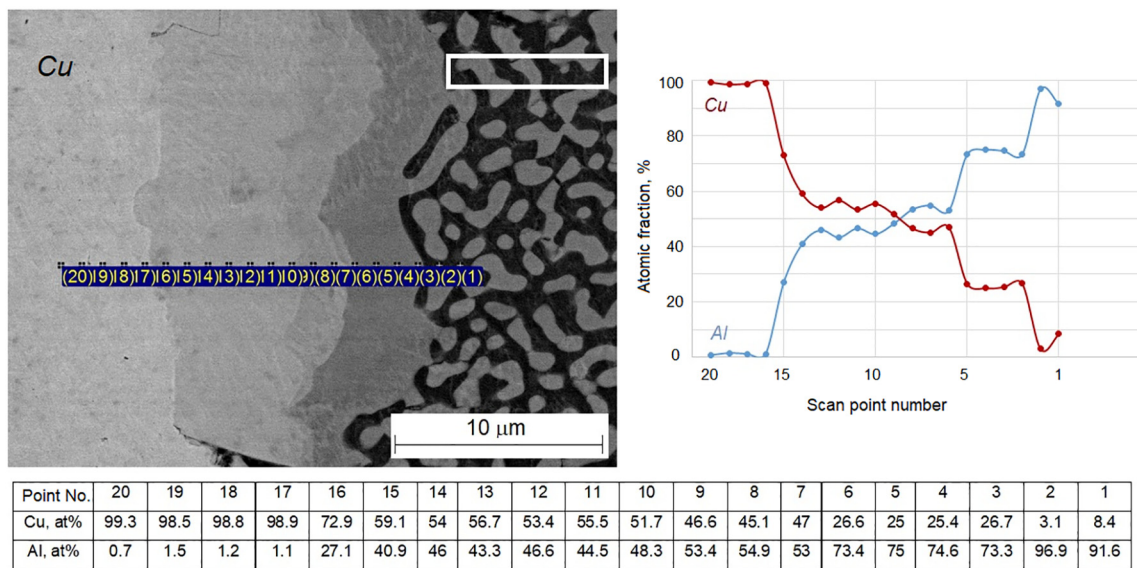 Cu
(20)(19)(18)(17)(16)(15)(14)(13)(12)(11)(10)(9)(8)(7)(6)(5)(4)(3)(2)(1)
10 μm
100
80
60
40
20
0
Atomic fraction, %
Cu
Al
20 15 10 5 1
Scan point number
Point No. 20 19 18 17 16 15 14 13 12 11 10 9 8 7 6 5 4 3 2 1
Cu, at% 99.3 98.5 98.8 98.9 72.9 59.1 54 56.7 53.4 55.5 51.7 46.6 45.1 47 26.6 25 25.4 26.7 3.1 8.4
Al, at% 0.7 1.5 1.2 1.1 27.1 40.9 46 43.3 46.6 44.5 48.3 53.4 54.9 53 73.4 75 74.6 73.3 96.9 91.6